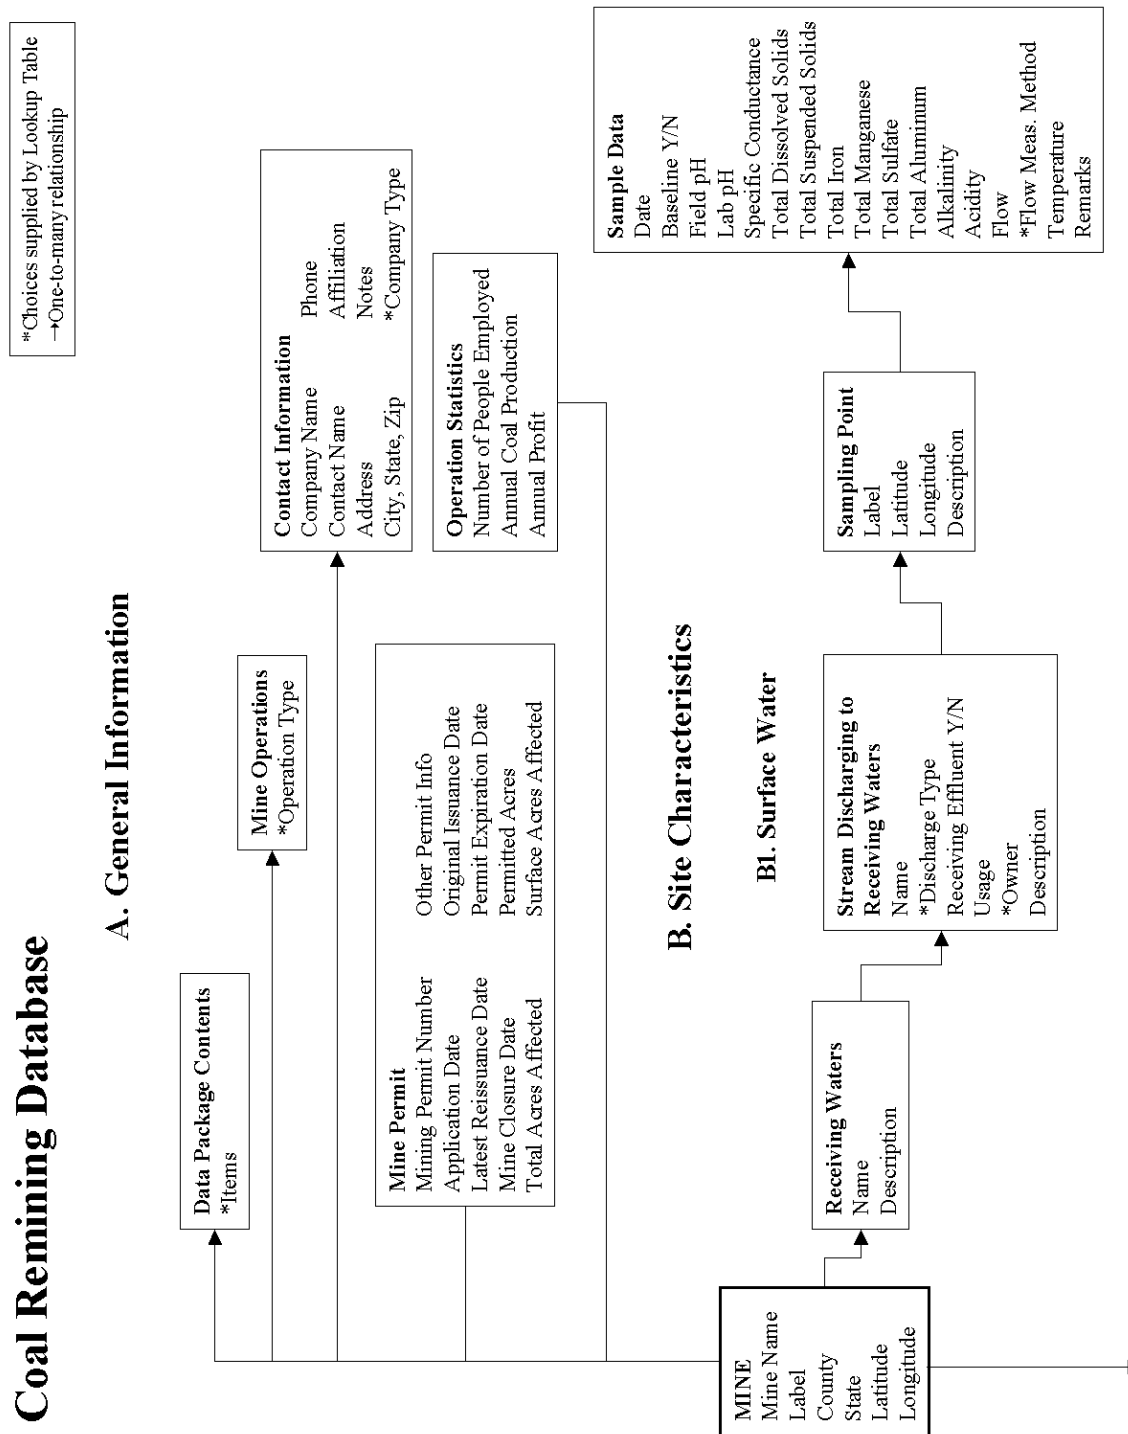 Coal Remining Database
*Choices supplied by Lookup Table
→One-to-many relationship
A. General Information
Data Package Contents
*Items
Mine Operations
*Operation Type
Contact Information
Company Name Phone
Contact Name Affiliation
Address Notes
City, State, Zip *Company Type
Mine Permit
Mining Permit Number Other Permit Info
Application Date Original Issuance Date
Latest Reissuance Date Permit Expiration Date
Mine Closure Date Permitted Acres
Total Acres Affected Surface Acres Affected
Operation Statistics
Number of People Employed
Annual Coal Production
Annual Profit
B. Site Characteristics
B1. Surface Water
MINE
Mine Name
Label
County
State
Latitude
Longitude
Receiving Waters
Name
Description
Stream Discharging to
Receiving Waters
Name
*Discharge Type
Receiving Effluent Y/N
Usage
*Owner
Description
Sampling Point
Label
Latitude
Longitude
Description
Sample Data
Date
Baseline Y/N
Field pH
Lab pH
Specific Conductance
Total Dissolved Solids
Total Suspended Solids
Total Iron
Total Manganese
Total Sulfate
Total Aluminum
Alkalinity
Acidity
Flow
*Flow Meas. Method
Temperature
Remarks